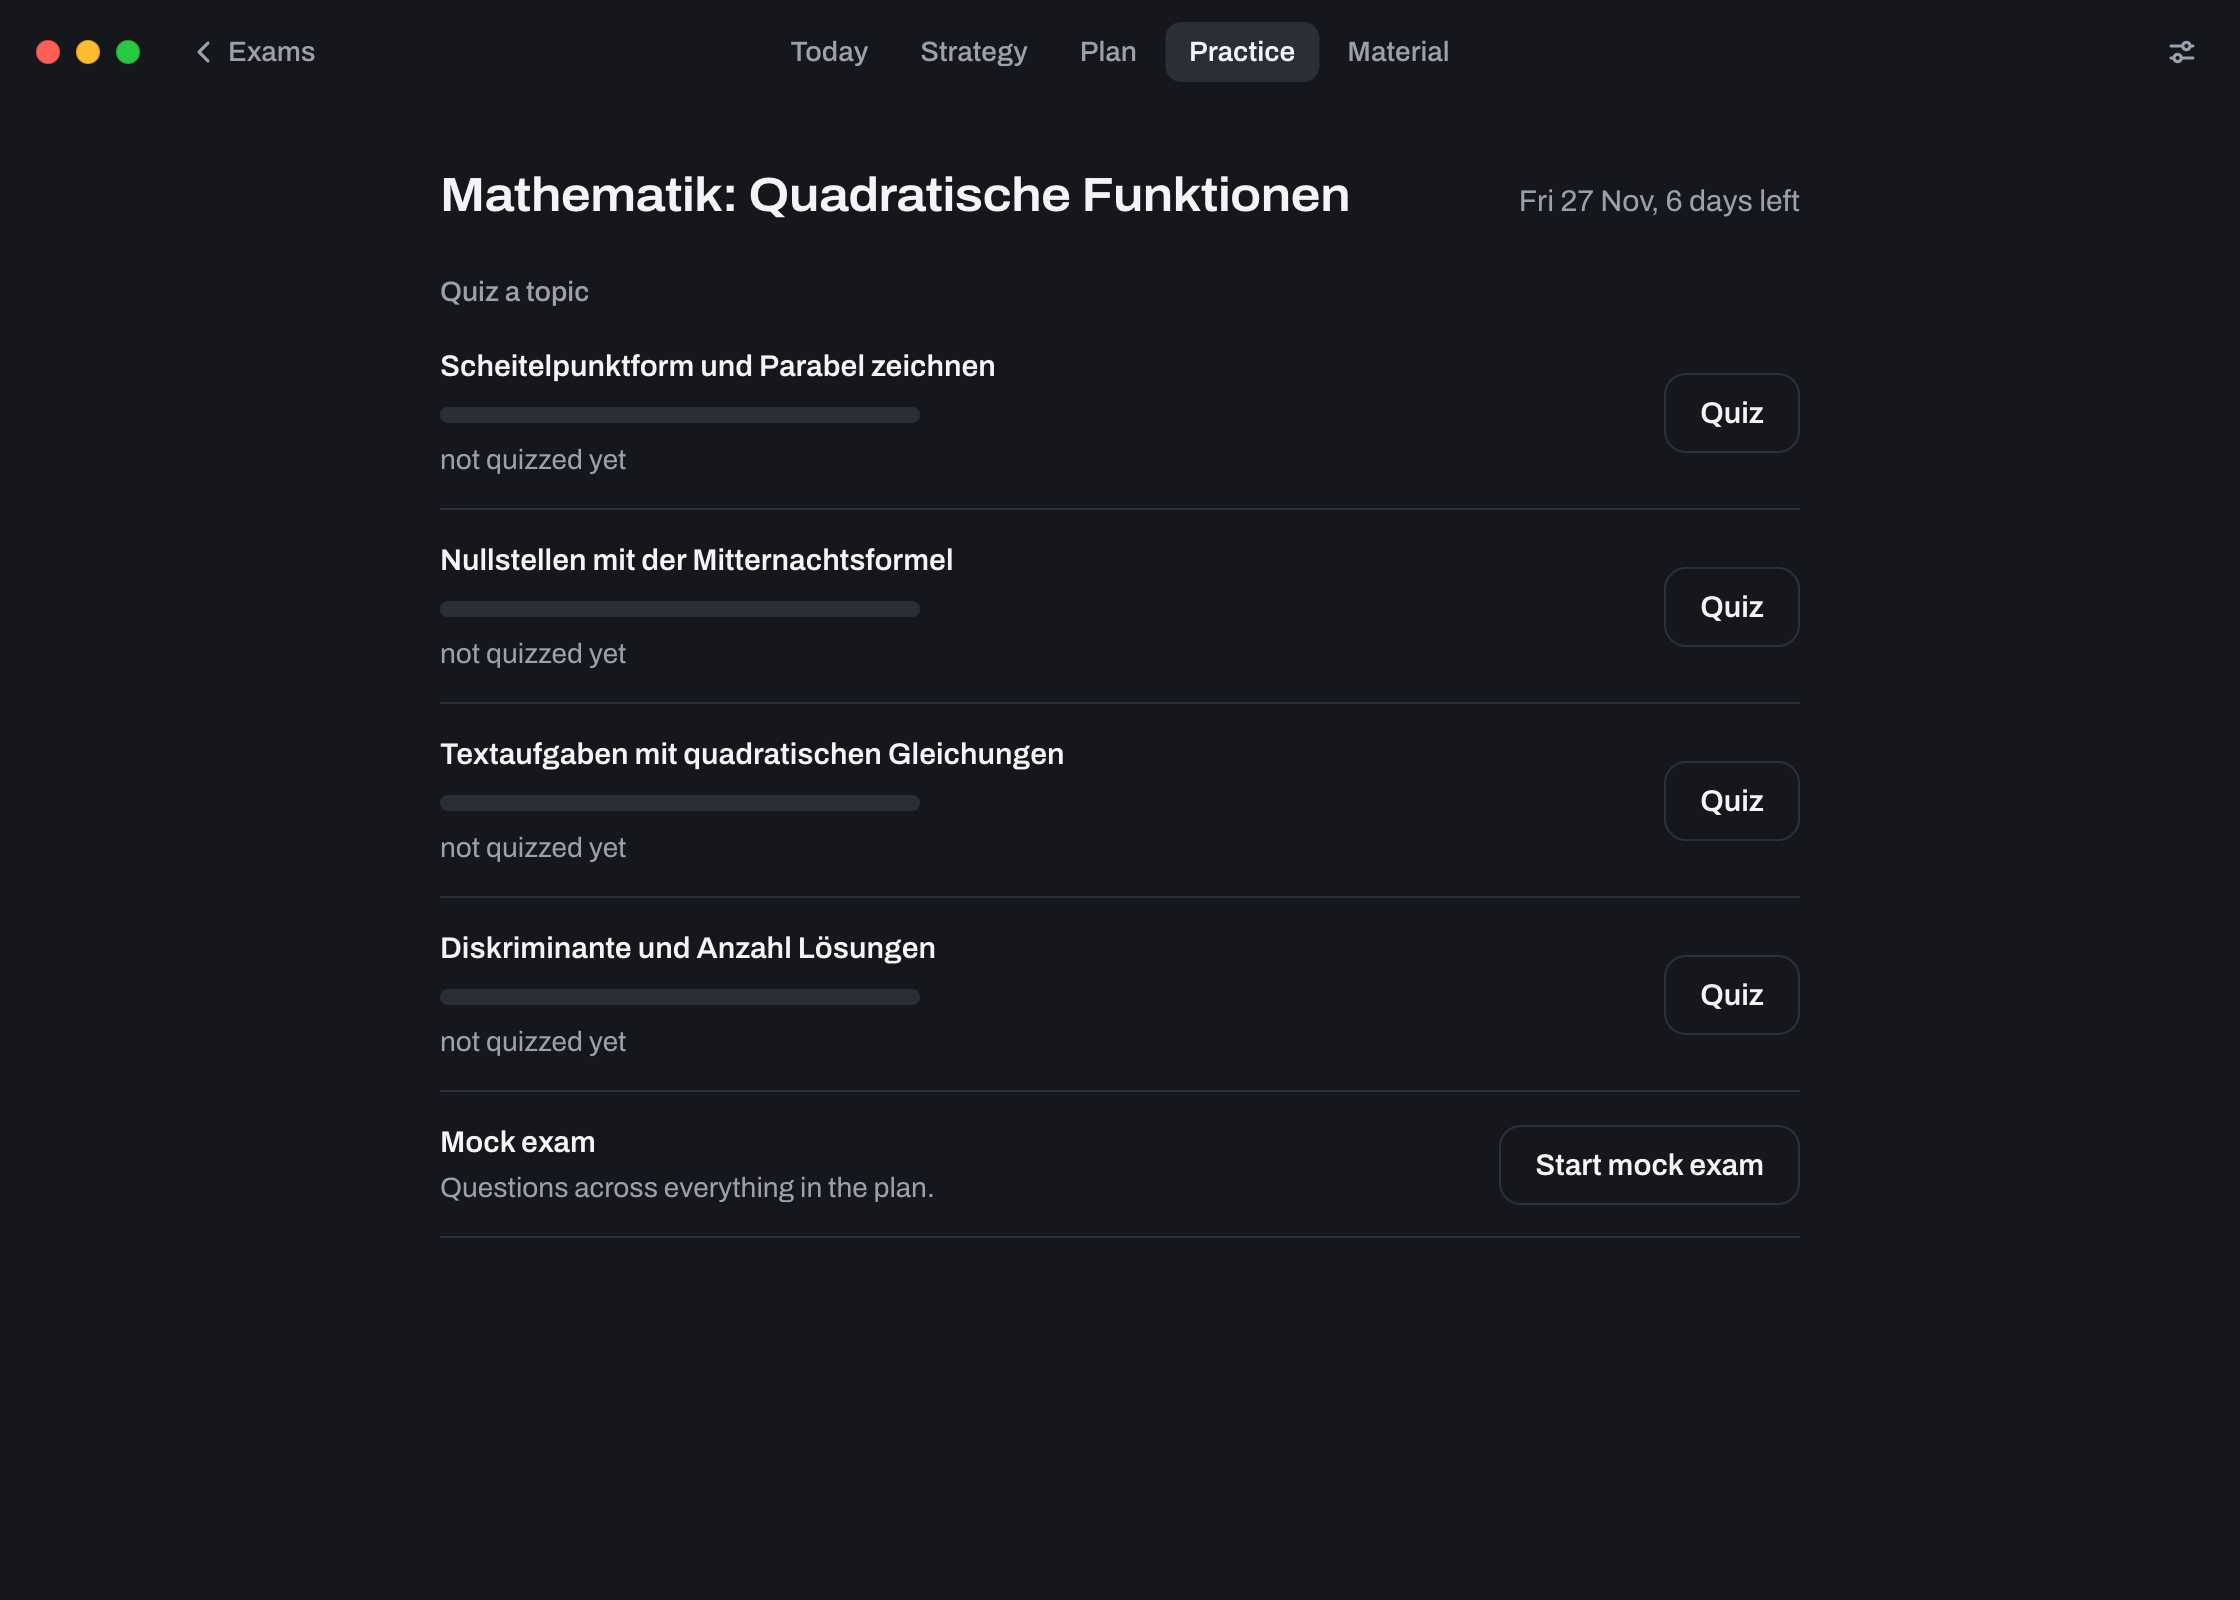 Exams
Today
Strategy
Plan
Practice
Material
Mathematik: Quadratische Funktionen
Fri 27 Nov, 6 days left
Quiz a topic
Scheitelpunktform und Parabel zeichnen
not quizzed yet
Quiz
Nullstellen mit der Mitternachtsformel
not quizzed yet
Quiz
Textaufgaben mit quadratischen Gleichungen
not quizzed yet
Quiz
Diskriminante und Anzahl Lösungen
not quizzed yet
Quiz
Mock exam
Questions across everything in the plan.
Start mock exam